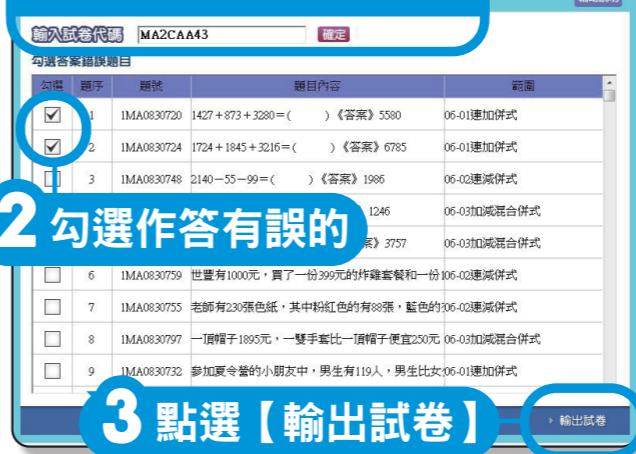 輸入試卷代碼 MA2CAA43 確定
勾選答案錯誤題目
勾選 題序 題號 題目內容 範圍
1 1MA0830720 1427+873+3280=( )《答案》5580 06-01連加併式
2 1MA0830724 1724+1845+3216=( )《答案》6785 06-01連加併式
3 1MA0830748 2140-55-99=( )《答案》1986 06-02連減併式
1246 06-03加減混合併式
2 勾選作答有誤的
案》3757 06-03加減混合併式
6 1MA0830759 世豐有1000元,買了一份399元的炸雞套餐和一份1 06-02連減併式
7 1MA0830755 老師有230張色紙,其中粉紅色的有88張,藍色的 06-02連減併式
8 1MA0830797 一頂帽子1895元,一雙手套比一頂帽子便宜250元 06-03加減混合併式
9 1MA0830732 參加夏令營的小朋友中,男生有119人,男生比女 06-01連加併式
3 點選【輸出試卷】
› 輸出試卷